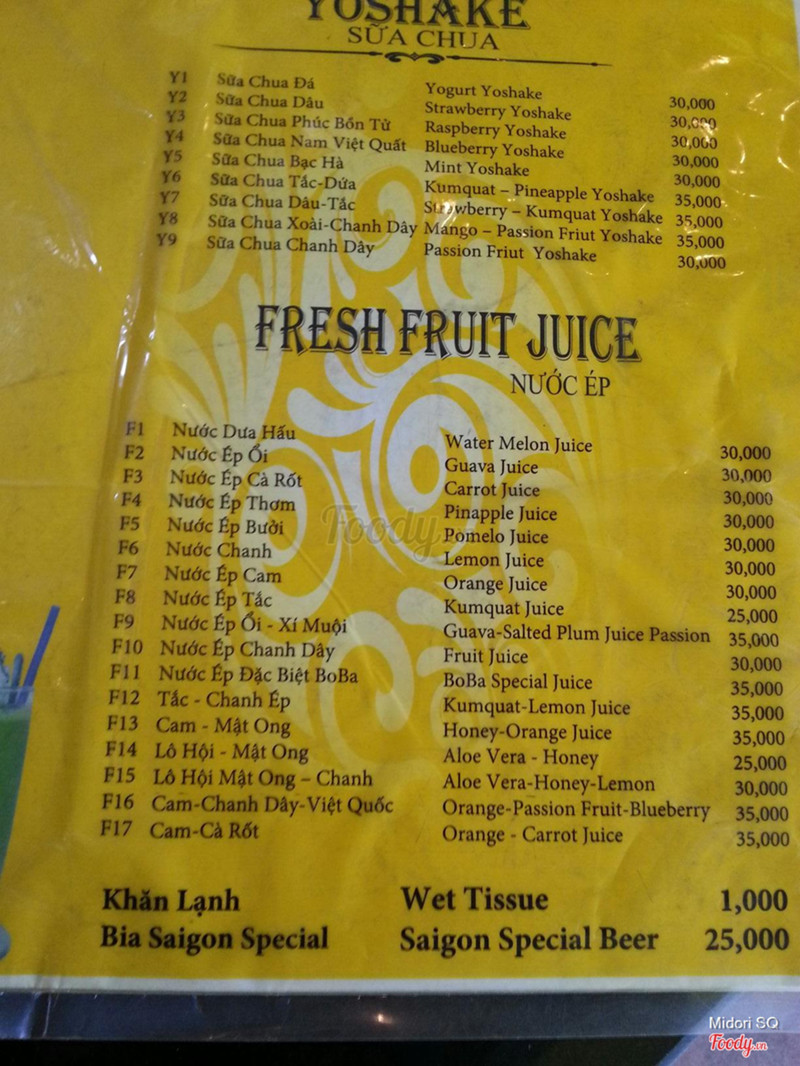 YOSHAKE
SỮA CHUA
Y1 Sữa Chua Đá Yogurt Yoshake 30,000
Y2 Sữa Chua Dâu Strawberry Yoshake 30,000
Y3 Sữa Chua Phúc Bồn Tử Raspberry Yoshake 30,000
Y4 Sữa Chua Nam Việt Quất Blueberry Yoshake 30,000
Y5 Sữa Chua Bạc Hà Mint Yoshake 30,000
Y6 Sữa Chua Tắc-Dứa Kumquat – Pineapple Yoshake 35,000
Y7 Sữa Chua Dâu-Tắc Strawberry – Kumquat Yoshake 35,000
Y8 Sữa Chua Xoài-Chanh Dây Mango – Passion Friut Yoshake 35,000
Y9 Sữa Chua Chanh Dây Passion Friut Yoshake 30,000
FRESH FRUIT JUICE
NƯỚC ÉP
F1 Nước Dưa Hấu Water Melon Juice 30,000
F2 Nước Ép Ổi Guava Juice 30,000
F3 Nước Ép Cà Rốt Carrot Juice 30,000
F4 Nước Ép Thơm Pinapple Juice 30,000
F5 Nước Ép Bưởi Pomelo Juice 30,000
F6 Nước Chanh Lemon Juice 30,000
F7 Nước Ép Cam Orange Juice 30,000
F8 Nước Ép Tắc Kumquat Juice 25,000
F9 Nước Ép Ổi - Xí Muội Guava-Salted Plum Juice Passion 35,000
F10 Nước Ép Chanh Dây Fruit Juice 30,000
F11 Nước Ép Đặc Biệt BoBa BoBa Special Juice 35,000
F12 Tắc - Chanh Ép Kumquat-Lemon Juice 35,000
F13 Cam - Mật Ong Honey-Orange Juice 35,000
F14 Lô Hội - Mật Ong Aloe Vera - Honey 25,000
F15 Lô Hội Mật Ong – Chanh Aloe Vera-Honey-Lemon 30,000
F16 Cam-Chanh Dây-Việt Quốc Orange-Passion Fruit-Blueberry 35,000
F17 Cam-Cà Rốt Orange - Carrot Juice 35,000
Khăn Lạnh Wet Tissue 1,000
Bia Saigon Special Saigon Special Beer 25,000
Foody
Midori SQ
Foody.vn